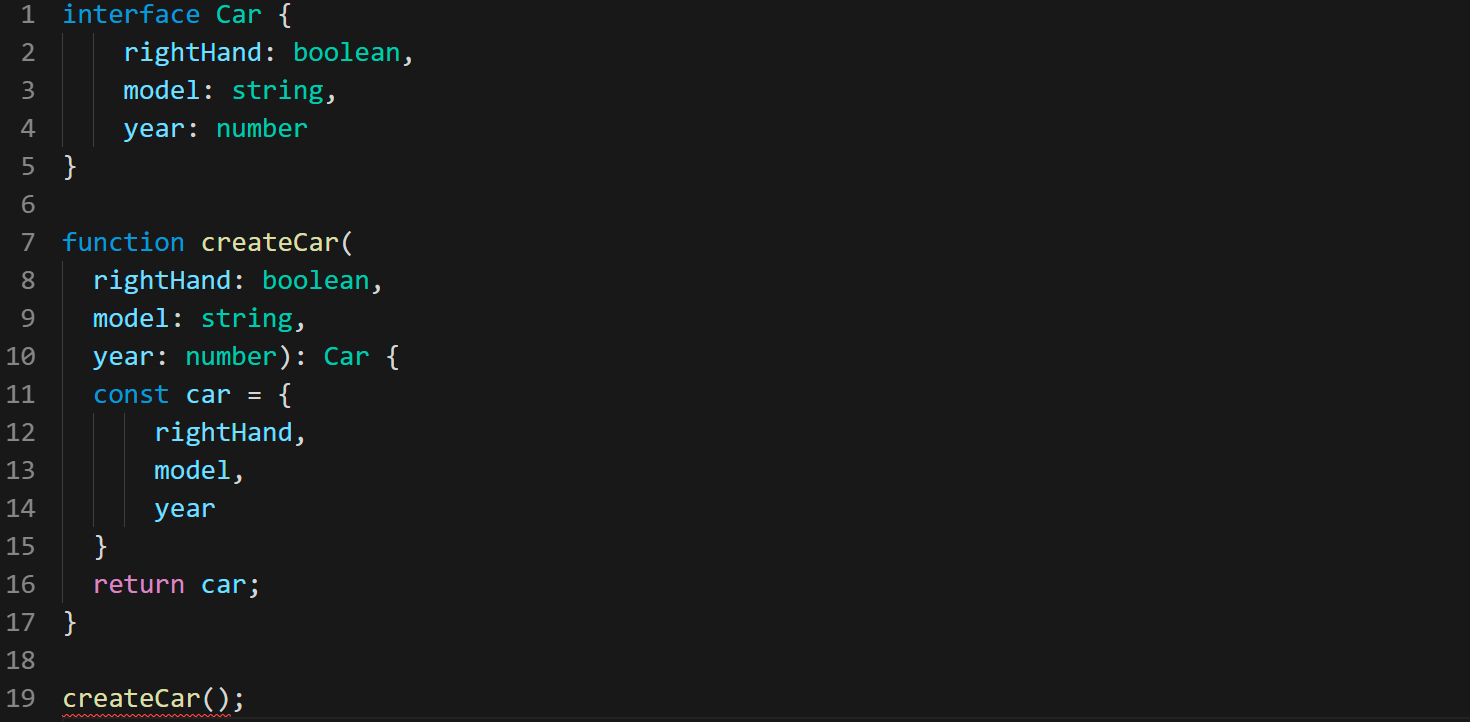 1 interface Car {
2     rightHand: boolean,
3     model: string,
4     year: number
5 }
6
7 function createCar(
8   rightHand: boolean,
9   model: string,
10   year: number): Car {
11   const car = {
12       rightHand,
13       model,
14       year
15   }
16   return car;
17 }
18
19 createCar();